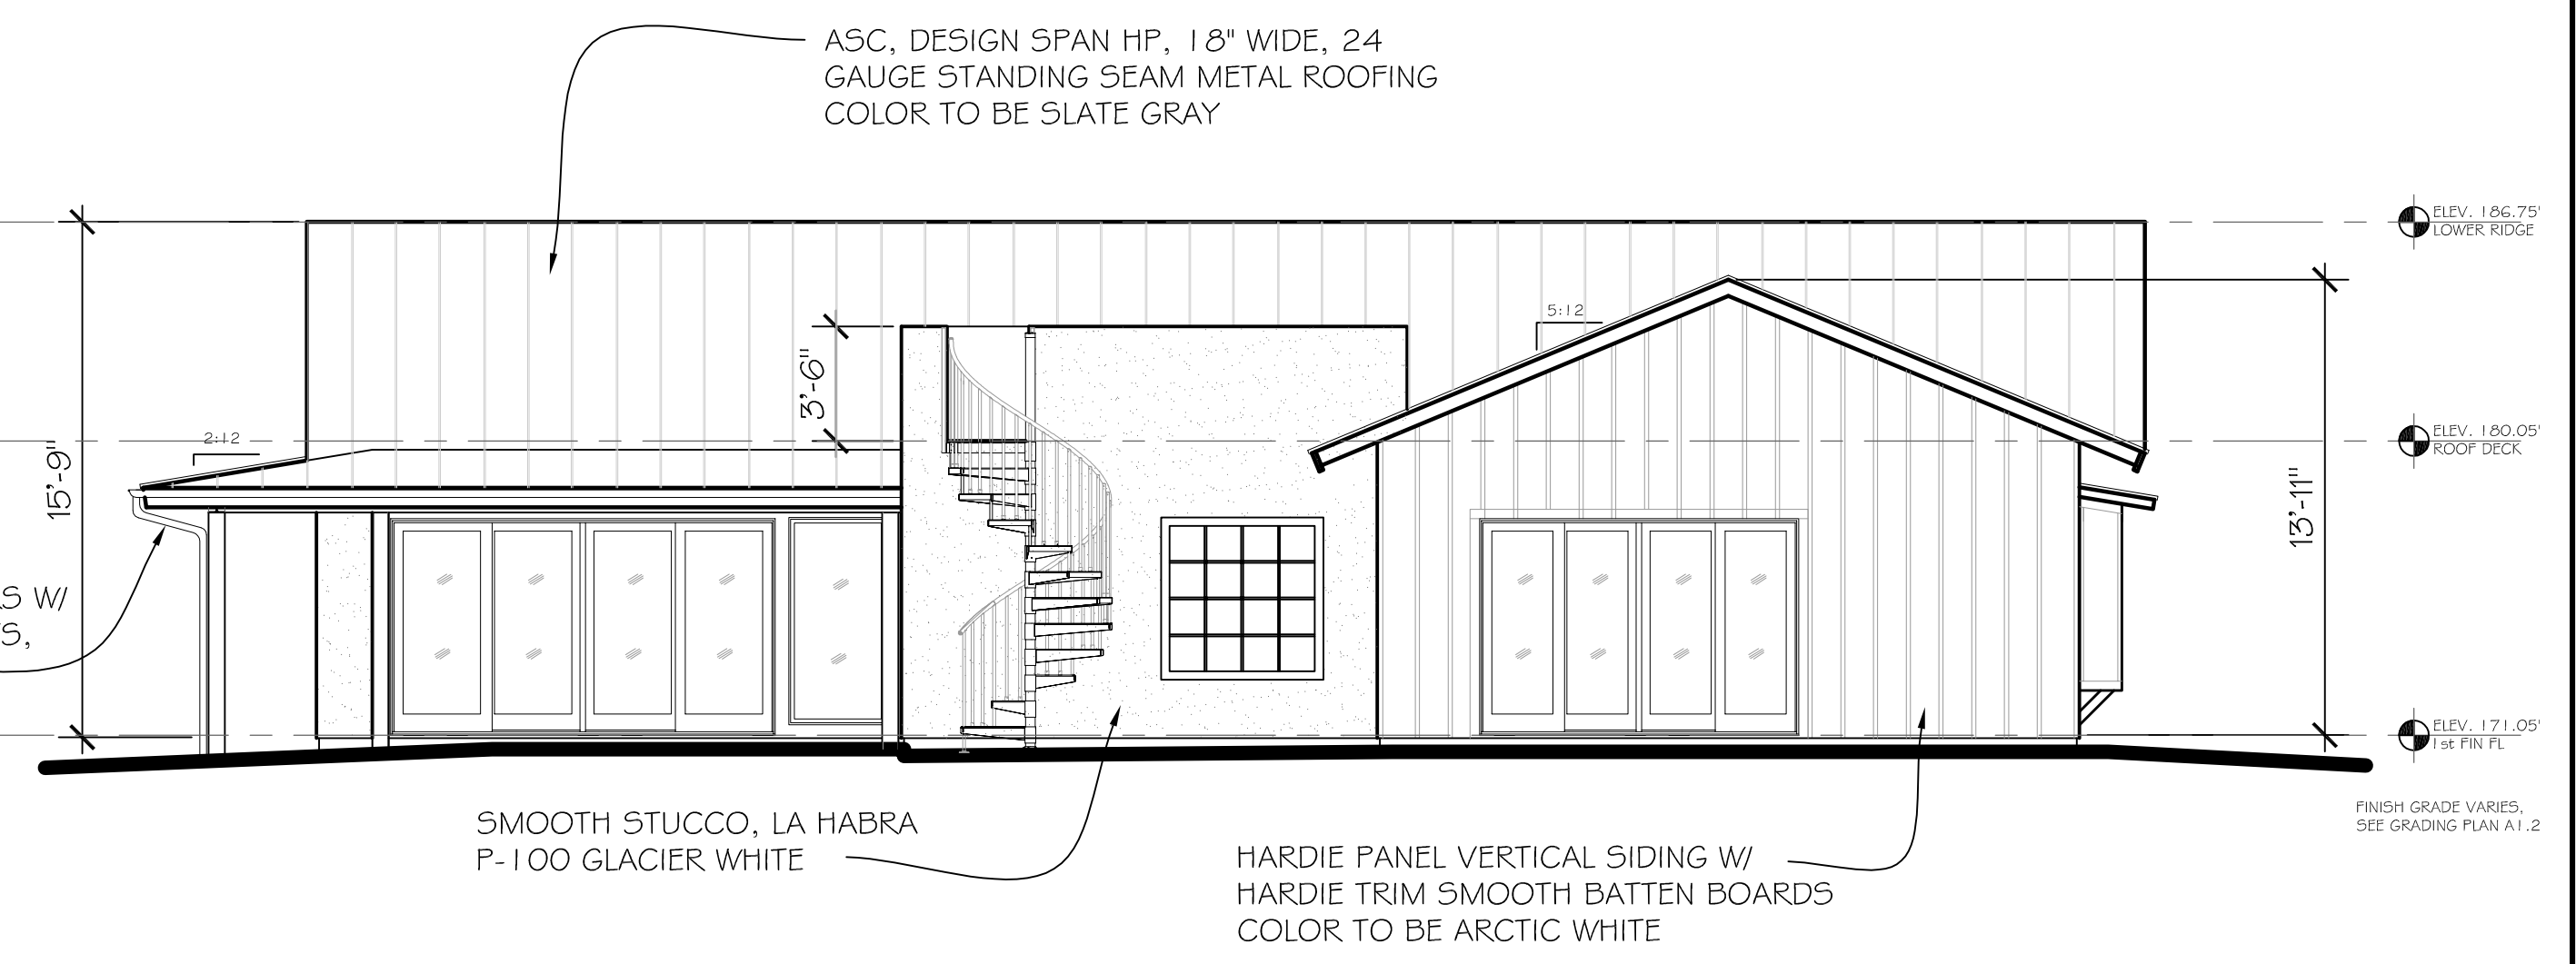 ASC, DESIGN SPAN HP, 18" WIDE, 24
GAUGE STANDING SEAM METAL ROOFING
COLOR TO BE SLATE GRAY
ELEV. 186.75'
LOWER RIDGE
5:12
3'-6"
2:12
ELEV. 180.05'
ROOF DECK
15'-9"
13'-11"
W/
ELEV. 171.05'
1st FIN FL
FINISH GRADE VARIES,
SEE GRADING PLAN A1.2
SMOOTH STUCCO, LA HABRA
P-100 GLACIER WHITE
HARDIE PANEL VERTICAL SIDING W/
HARDIE TRIM SMOOTH BATTEN BOARDS
COLOR TO BE ARCTIC WHITE